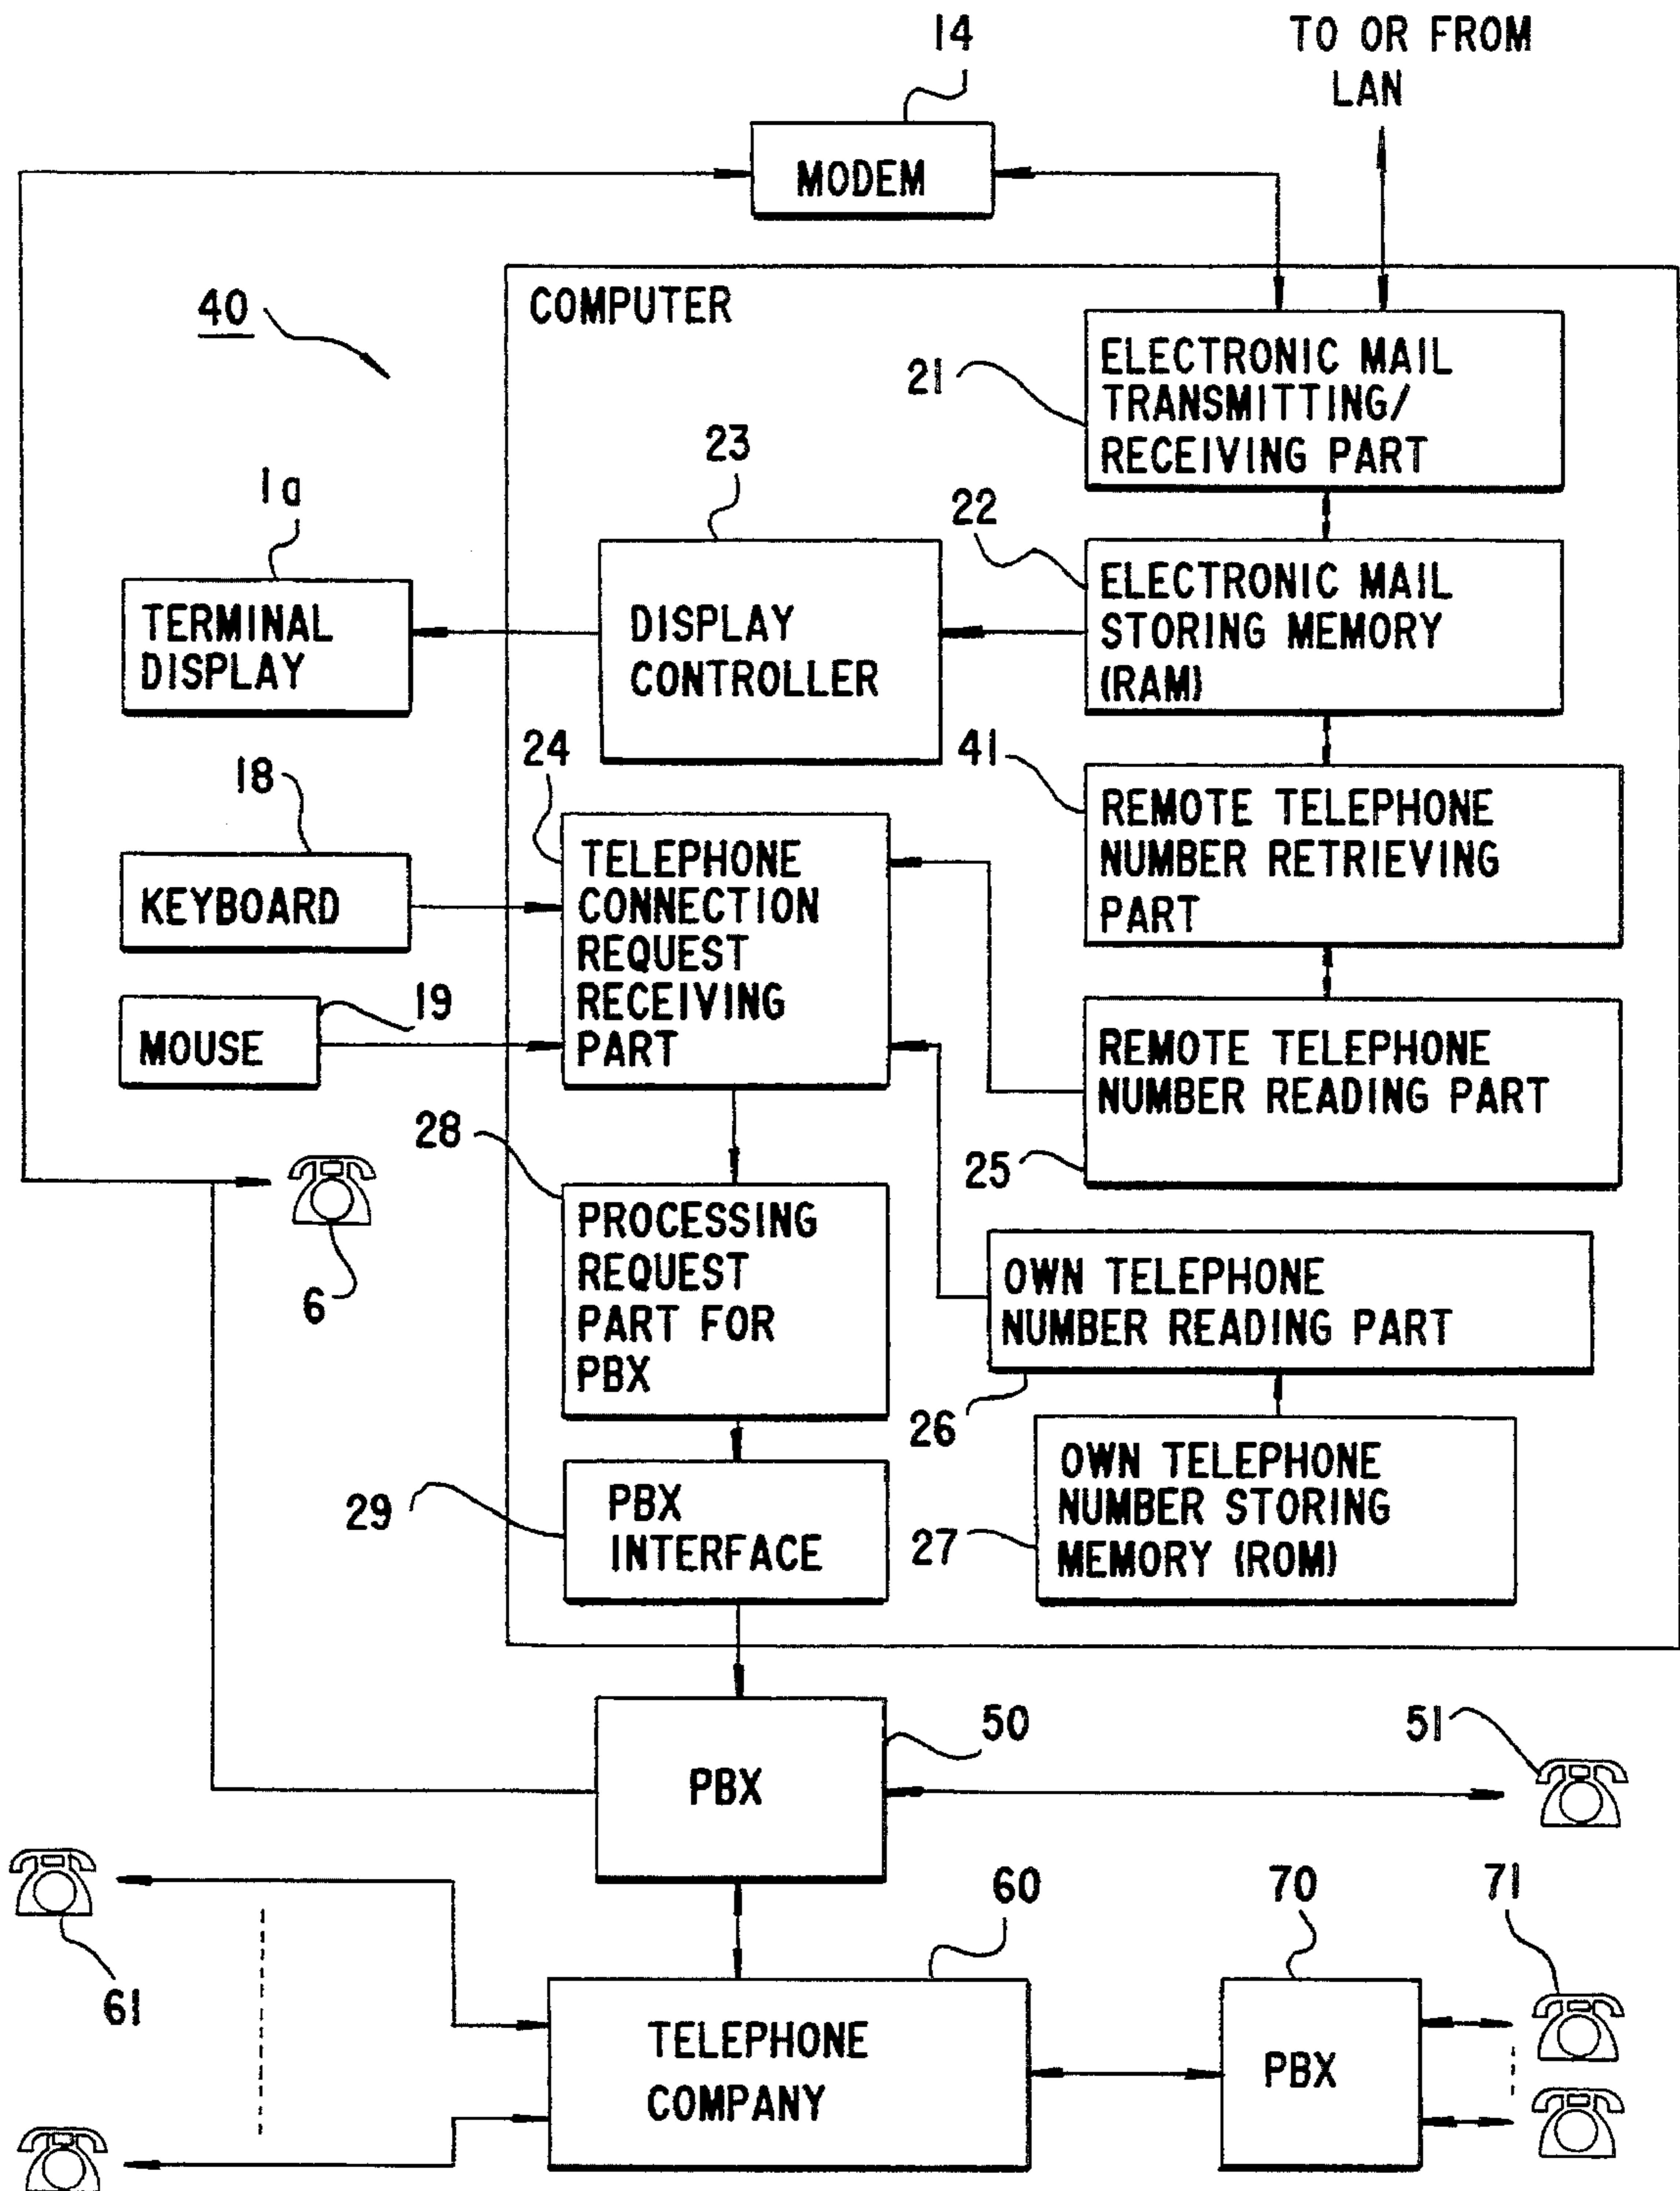 14
TO OR FROM
LAN
MODEM
40
COMPUTER
21
ELECTRONIC MAIL
TRANSMITTING/
RECEIVING PART
1a
23
22
TERMINAL
DISPLAY
DISPLAY
CONTROLLER
ELECTRONIC MAIL
STORING MEMORY
(RAM)
18
24
41
KEYBOARD
TELEPHONE
CONNECTION
REQUEST
RECEIVING
PART
REMOTE TELEPHONE
NUMBER RETRIEVING
PART
19
MOUSE
REMOTE TELEPHONE
NUMBER READING PART
25
28
6
PROCESSING
REQUEST
PART FOR
PBX
OWN TELEPHONE
NUMBER READING PART
26
29
PBX
INTERFACE
27
OWN TELEPHONE
NUMBER STORING
MEMORY (ROM)
50
51
PBX
61
60
70
71
TELEPHONE
COMPANY
PBX